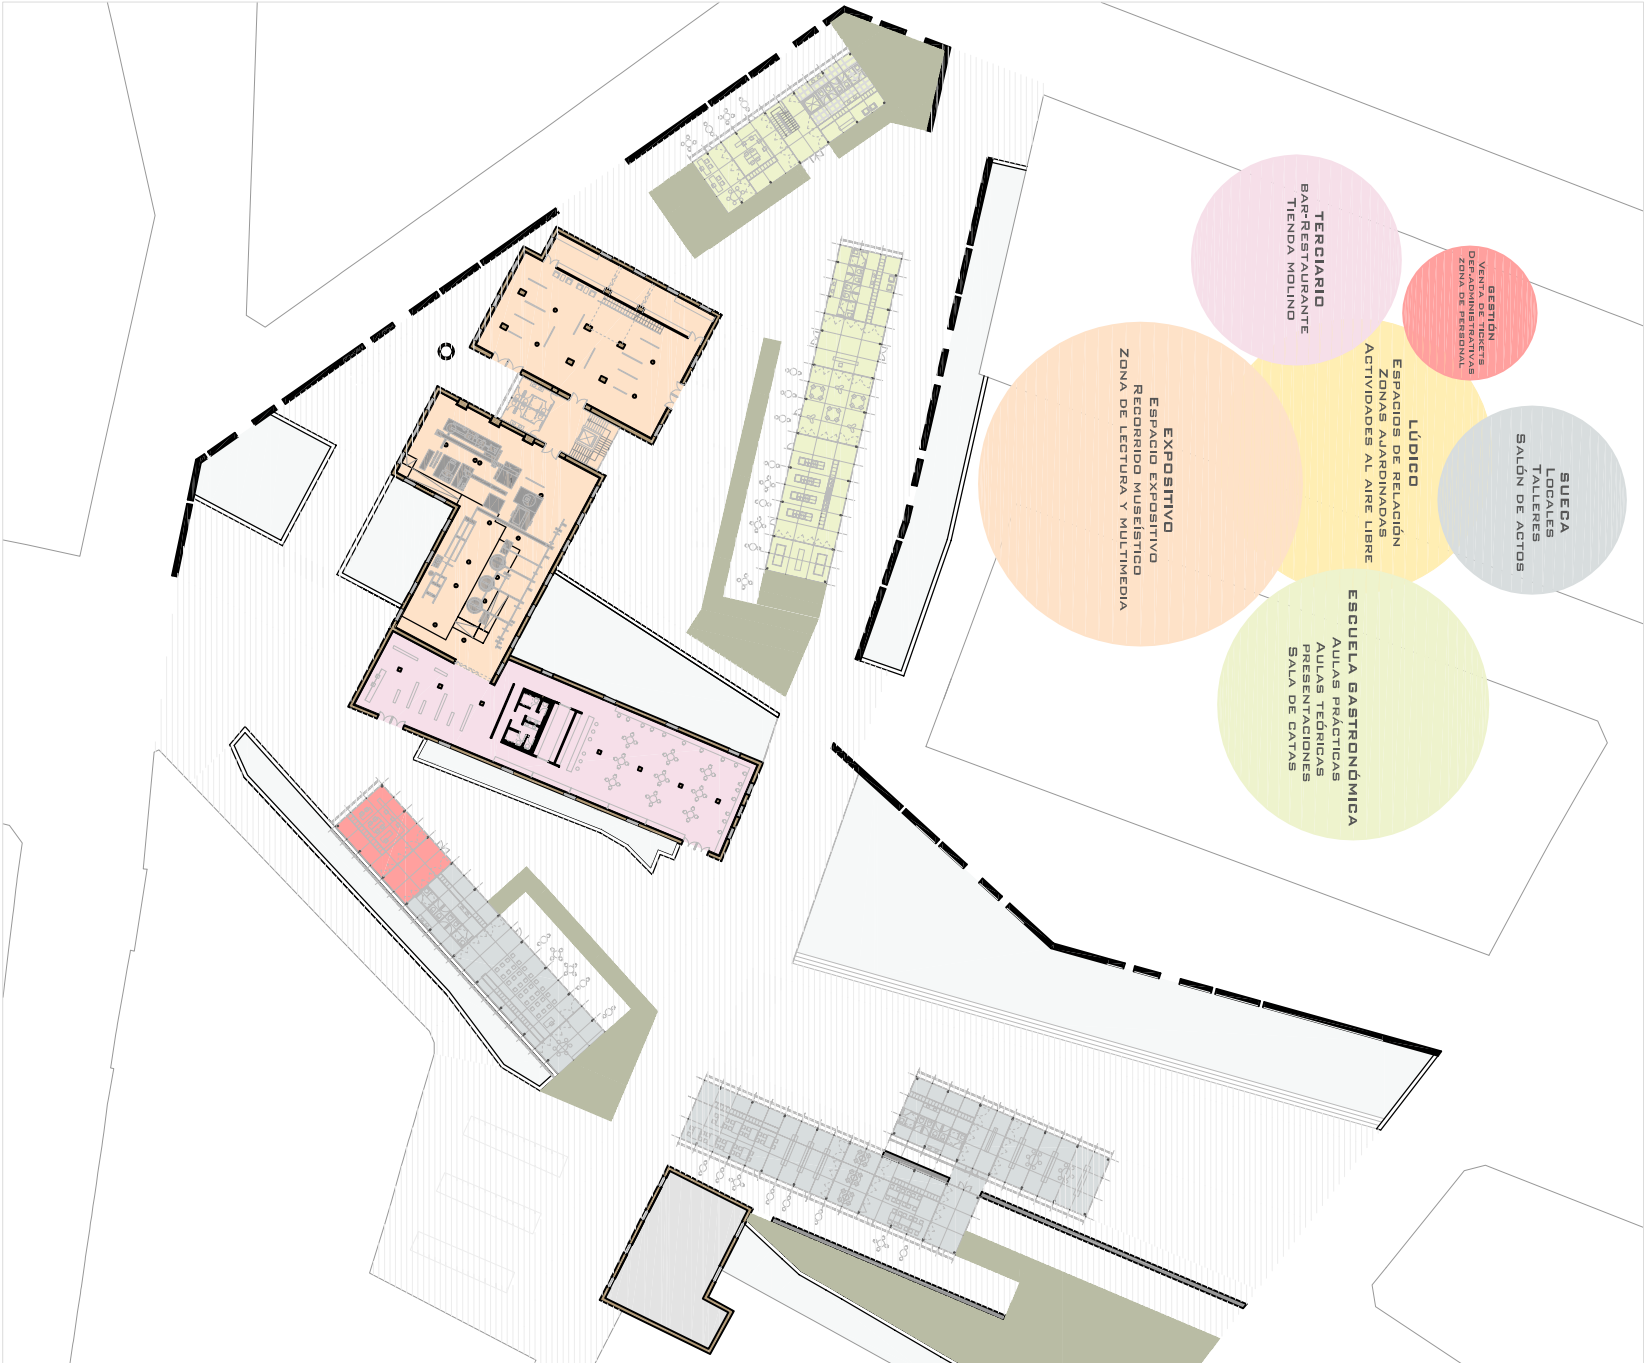 SUECA
LOCALES
TALLERES
SALÓN DE ACTOS
GESTIÓN
VENTA DE TICKETS
DEP.ADMINISTRATIVAS
ZONA DE PERSONAL
LÚDICO
ESPACIOS DE RELACIÓN
ZONAS AJARDINADAS
ACTIVIDADES AL AIRE LIBRE
ESCUELA GASTRONÓMICA
AULAS PRÁCTICAS
AULAS TEÓRICAS
PRESENTACIONES
SALA DE CATAS
TERCIARIO
BAR-RESTAURANTE
TIENDA MOLINO
EXPOSITIVO
ESPACIO EXPOSITIVO
RECORRIDO MUSEÍSTICO
ZONA DE LECTURA Y MULTIMEDIA